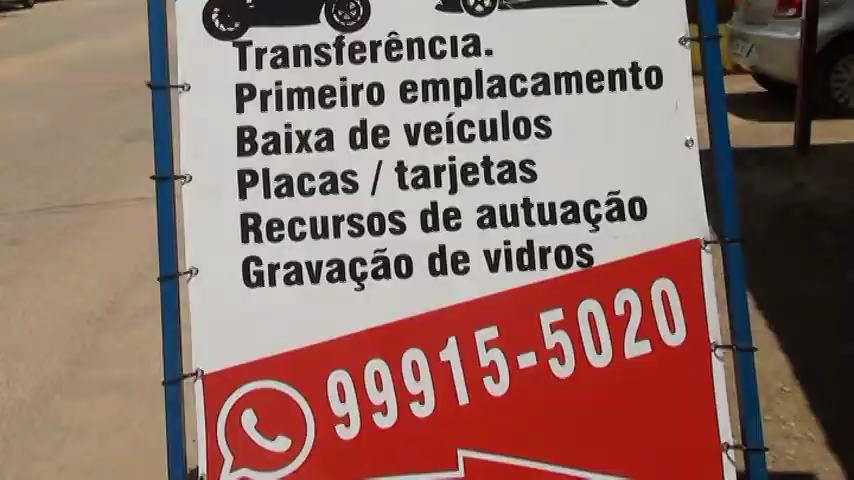 Transferência.
Primeiro emplacamento
Baixa de veículos
Placas / tarjetas
Recursos de autuação
Gravação de vidros
99915-5020